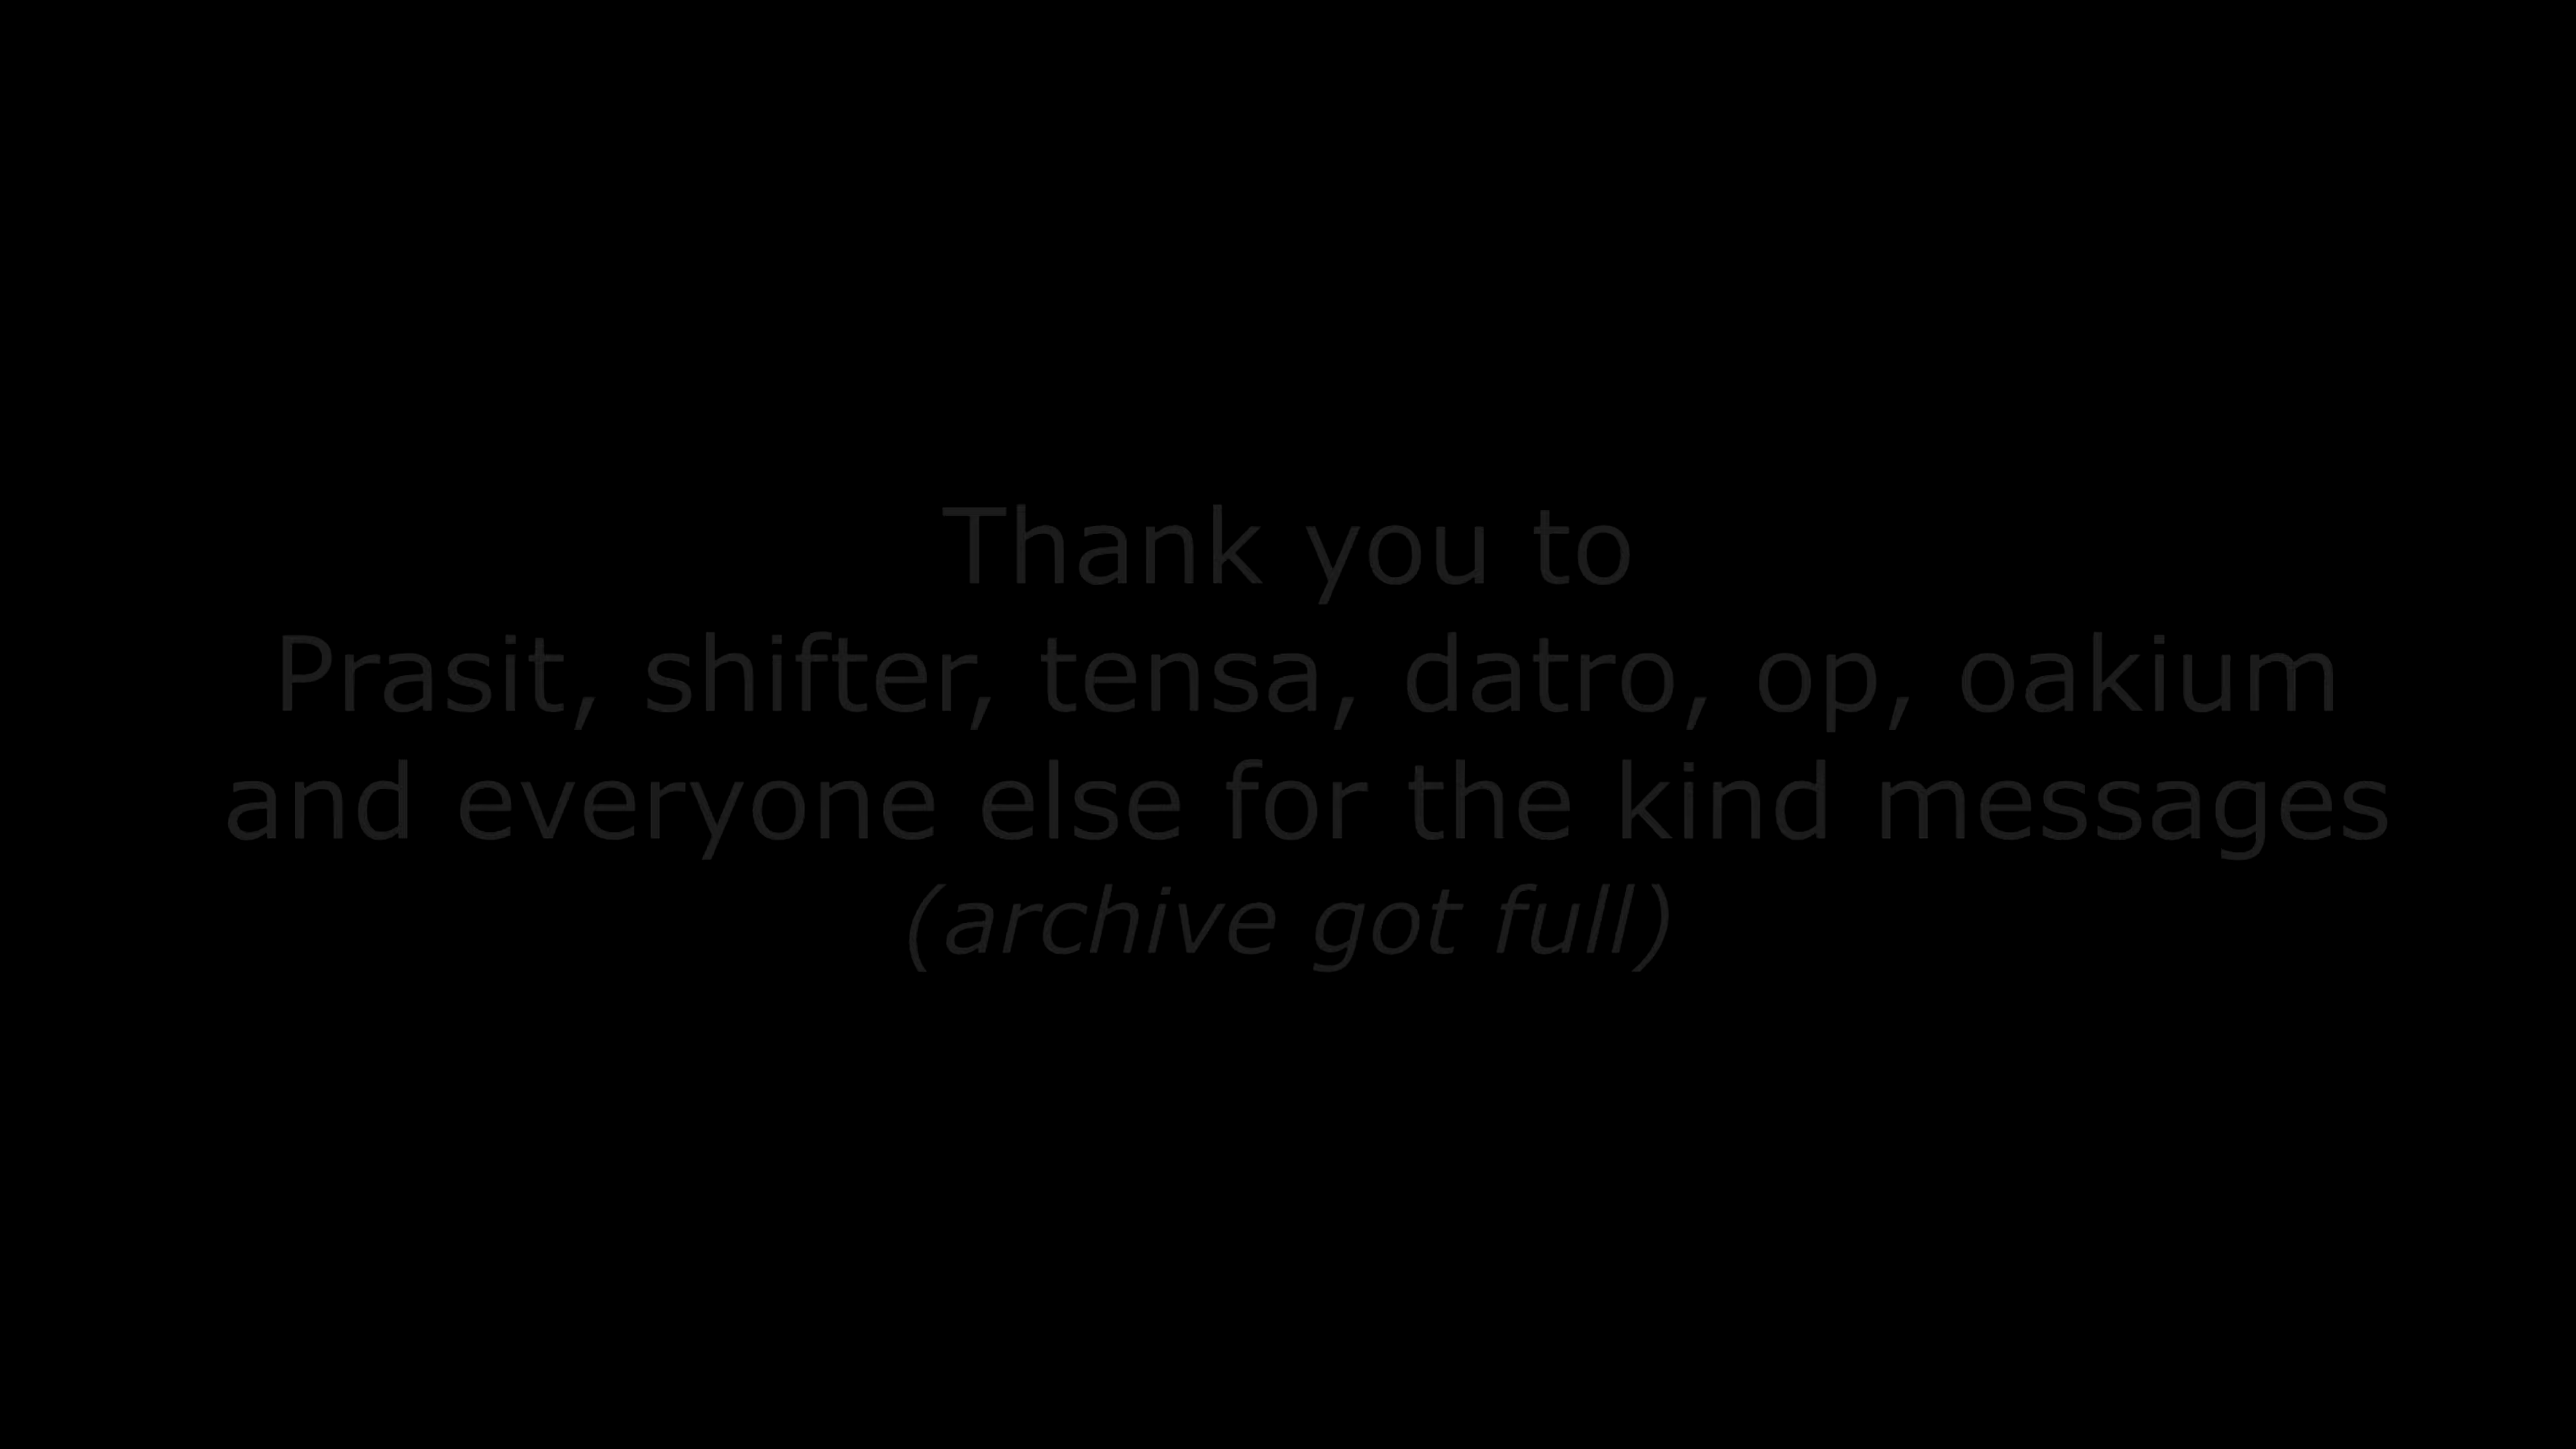 Thank you to
Prasit, shifter, tensa, datro, op, oakium
and everyone else for the kind messages
(archive got full)